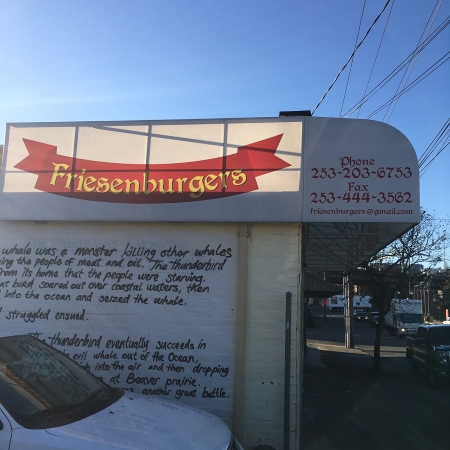 Friesenburgers
Phone
253-203-6753
Fax
253-444-3562
friesenburgers@gmail.com
whale was a monster killing other whales
the people of meat and oil. The Thunderbird
from its home that the people were starving.
bird soared out over coastal waters, then
into the ocean and seized the whale.
struggled ensued.
thunderbird eventually succeeds in
evil whale out of the Ocean,
into the air and then dropping
at Beaver prairie.
another great battle.